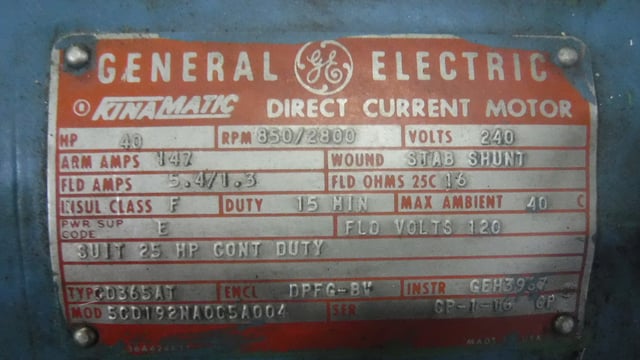 GENERAL GE ELECTRIC
KINAMATIC DIRECT CURRENT MOTOR
HP 40 RPM 850/2800 VOLTS 240
ARM AMPS 147 WOUND STAB SHUNT
FLD AMPS 5.4/1.3 FLD OHMS 25C 16
INSUL CLASS F DUTY 15 MIN MAX AMBIENT 40 C
PWR SUP CODE E FLD VOLTS 120
SUIT 25 HP CONT DUTY
TYPE CD365AT ENCL DPFG-BV INSTR
MOD 5CD192NA005A004 SER
MADE IN USA